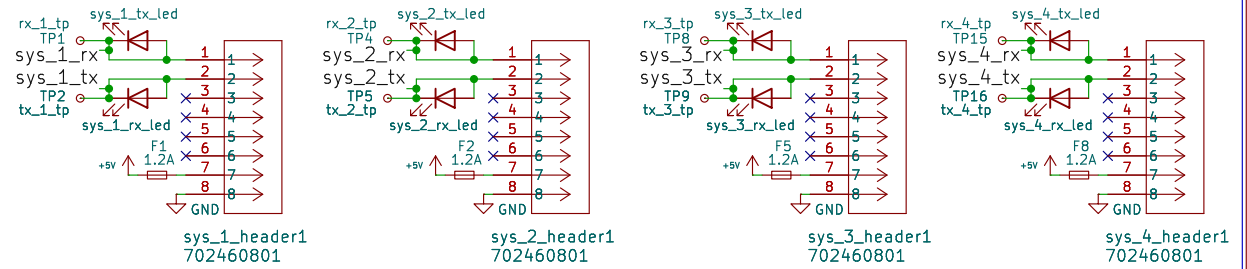 rx_1_tp sys_1_tx_led
TP1
sys_1_rx
sys_1_tx
TP2
tx_1_tp
sys_1_rx_led
F1
1.2A
+5V
GND
1 1
2 2
3 3
4 4
5 5
6 6
7 7
8 8
sys_1_header1
702460801
rx_2_tp sys_2_tx_led
TP4
sys_2_rx
sys_2_tx
TP5
tx_2_tp
sys_2_rx_led
F2
1.2A
+5V
GND
1 1
2 2
3 3
4 4
5 5
6 6
7 7
8 8
sys_2_header1
702460801
rx_3_tp sys_3_tx_led
TP8
sys_3_rx
sys_3_tx
TP9
tx_3_tp
sys_3_rx_led
F5
1.2A
+5V
GND
1 1
2 2
3 3
4 4
5 5
6 6
7 7
8 8
sys_3_header1
702460801
rx_4_tp sys_4_tx_led
TP15
sys_4_rx
sys_4_tx
TP16
tx_4_tp
sys_4_rx_led
F8
1.2A
+5V
GND
1 1
2 2
3 3
4 4
5 5
6 6
7 7
8 8
sys_4_header1
702460801